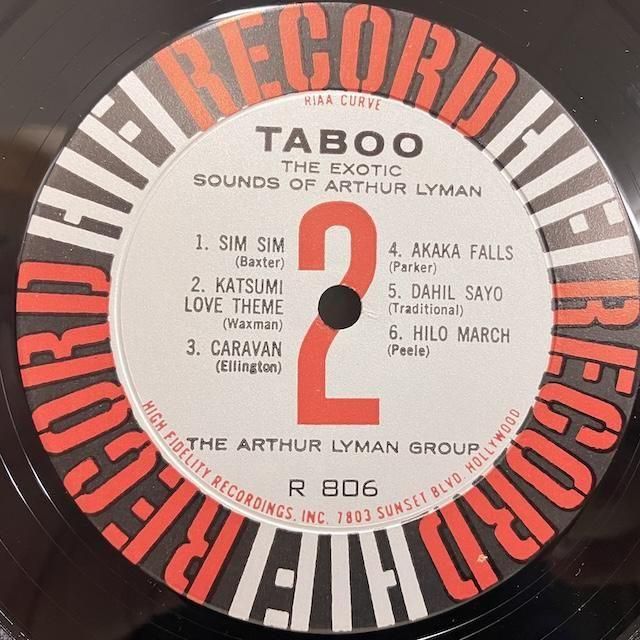 HIFI RECORD HIFI RECORD HIFI RECORD
RIAA CURVE
TABOO
THE EXOTIC
SOUNDS OF ARTHUR LYMAN
2
1. SIM SIM
(Baxter)
2. KATSUMI
LOVE THEME
(Waxman)
3. CARAVAN
(Ellington)
4. AKAKA FALLS
(Parker)
5. DAHIL SAYO
(Traditional)
6. HILO MARCH
(Peele)
THE ARTHUR LYMAN GROUP
R 806
HIGH FIDELITY RECORDINGS, INC. 7803 SUNSET BLVD. HOLLYWOOD